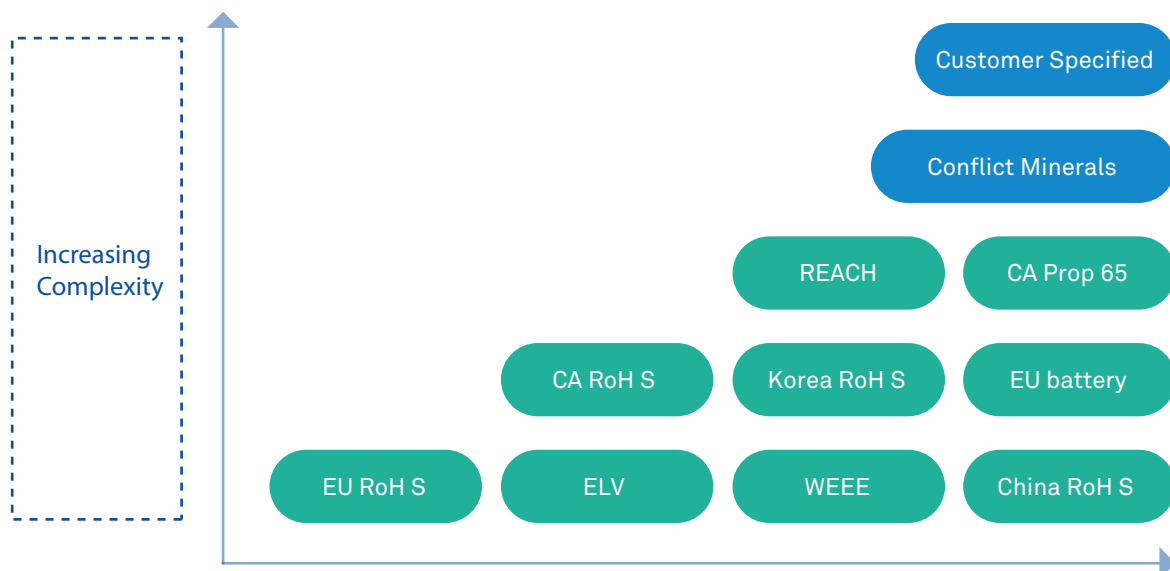 Customer Specified
Conflict Minerals
Increasing
Complexity
REACH
CA Prop 65
CA RoH S
Korea RoH S
EU battery
EU RoH S
ELV
WEEE
China RoH S